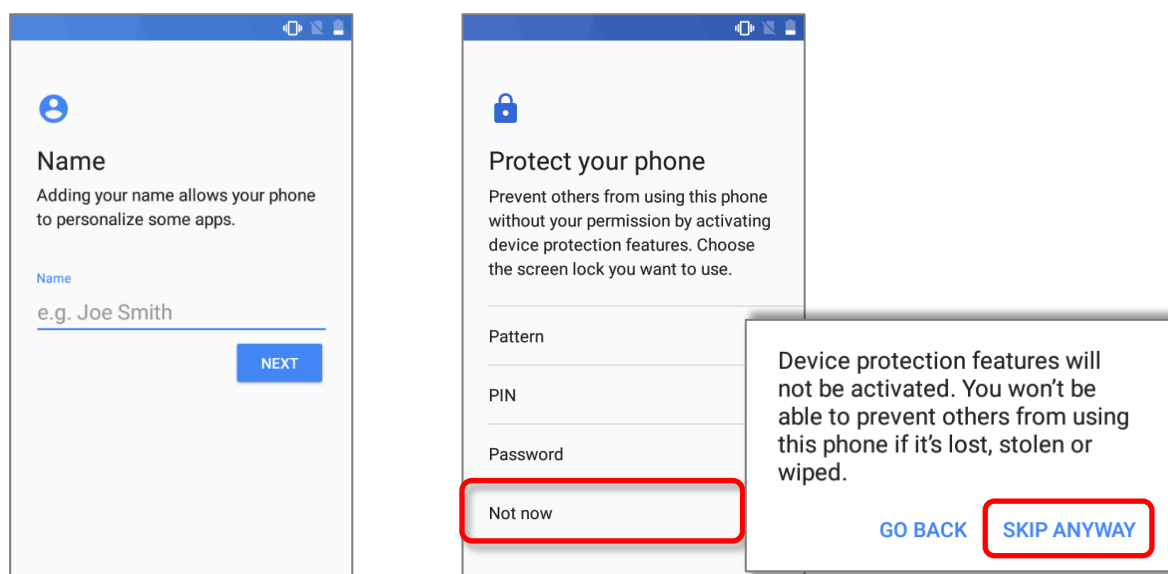 Name
Adding your name allows your phone
to personalize some apps.
Name
e.g. Joe Smith
NEXT
Protect your phone
Prevent others from using this phone
without your permission by activating
device protection features. Choose
the screen lock you want to use.
Pattern
PIN
Password
Not now
Device protection features will
not be activated. You won’t be
able to prevent others from using
this phone if it’s lost, stolen or
wiped.
GO BACK SKIP ANYWAY